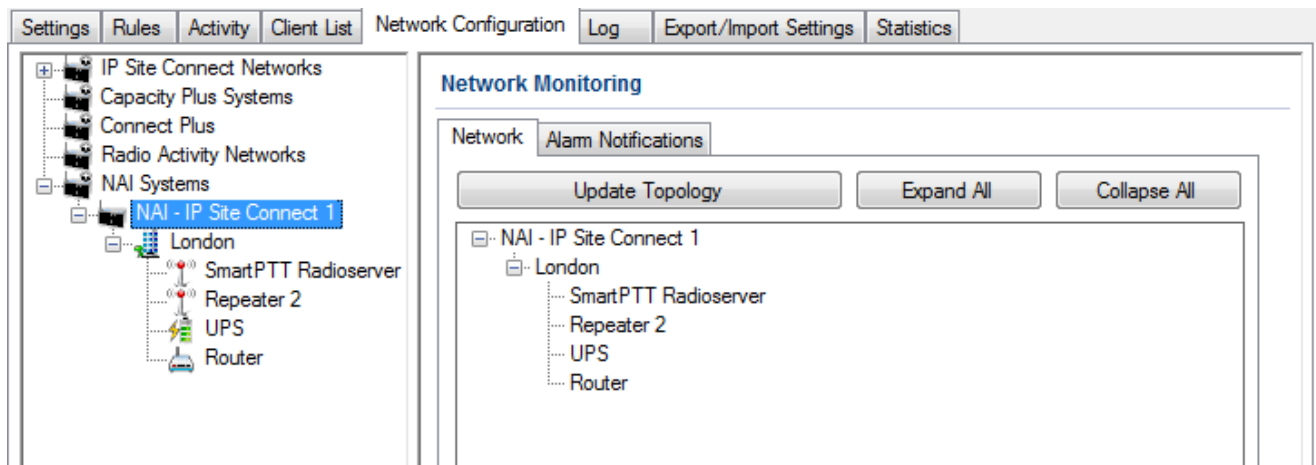 Settings Rules Activity Client List Network Configuration Log Export/Import Settings Statistics
IP Site Connect Networks
Capacity Plus Systems
Connect Plus
Radio Activity Networks
NAI Systems
NAI - IP Site Connect 1
London
SmartPTT Radioserver
Repeater 2
UPS
Router
Network Monitoring
Network Alarm Notifications
Update Topology Expand All Collapse All
NAI - IP Site Connect 1
London
SmartPTT Radioserver
Repeater 2
UPS
Router